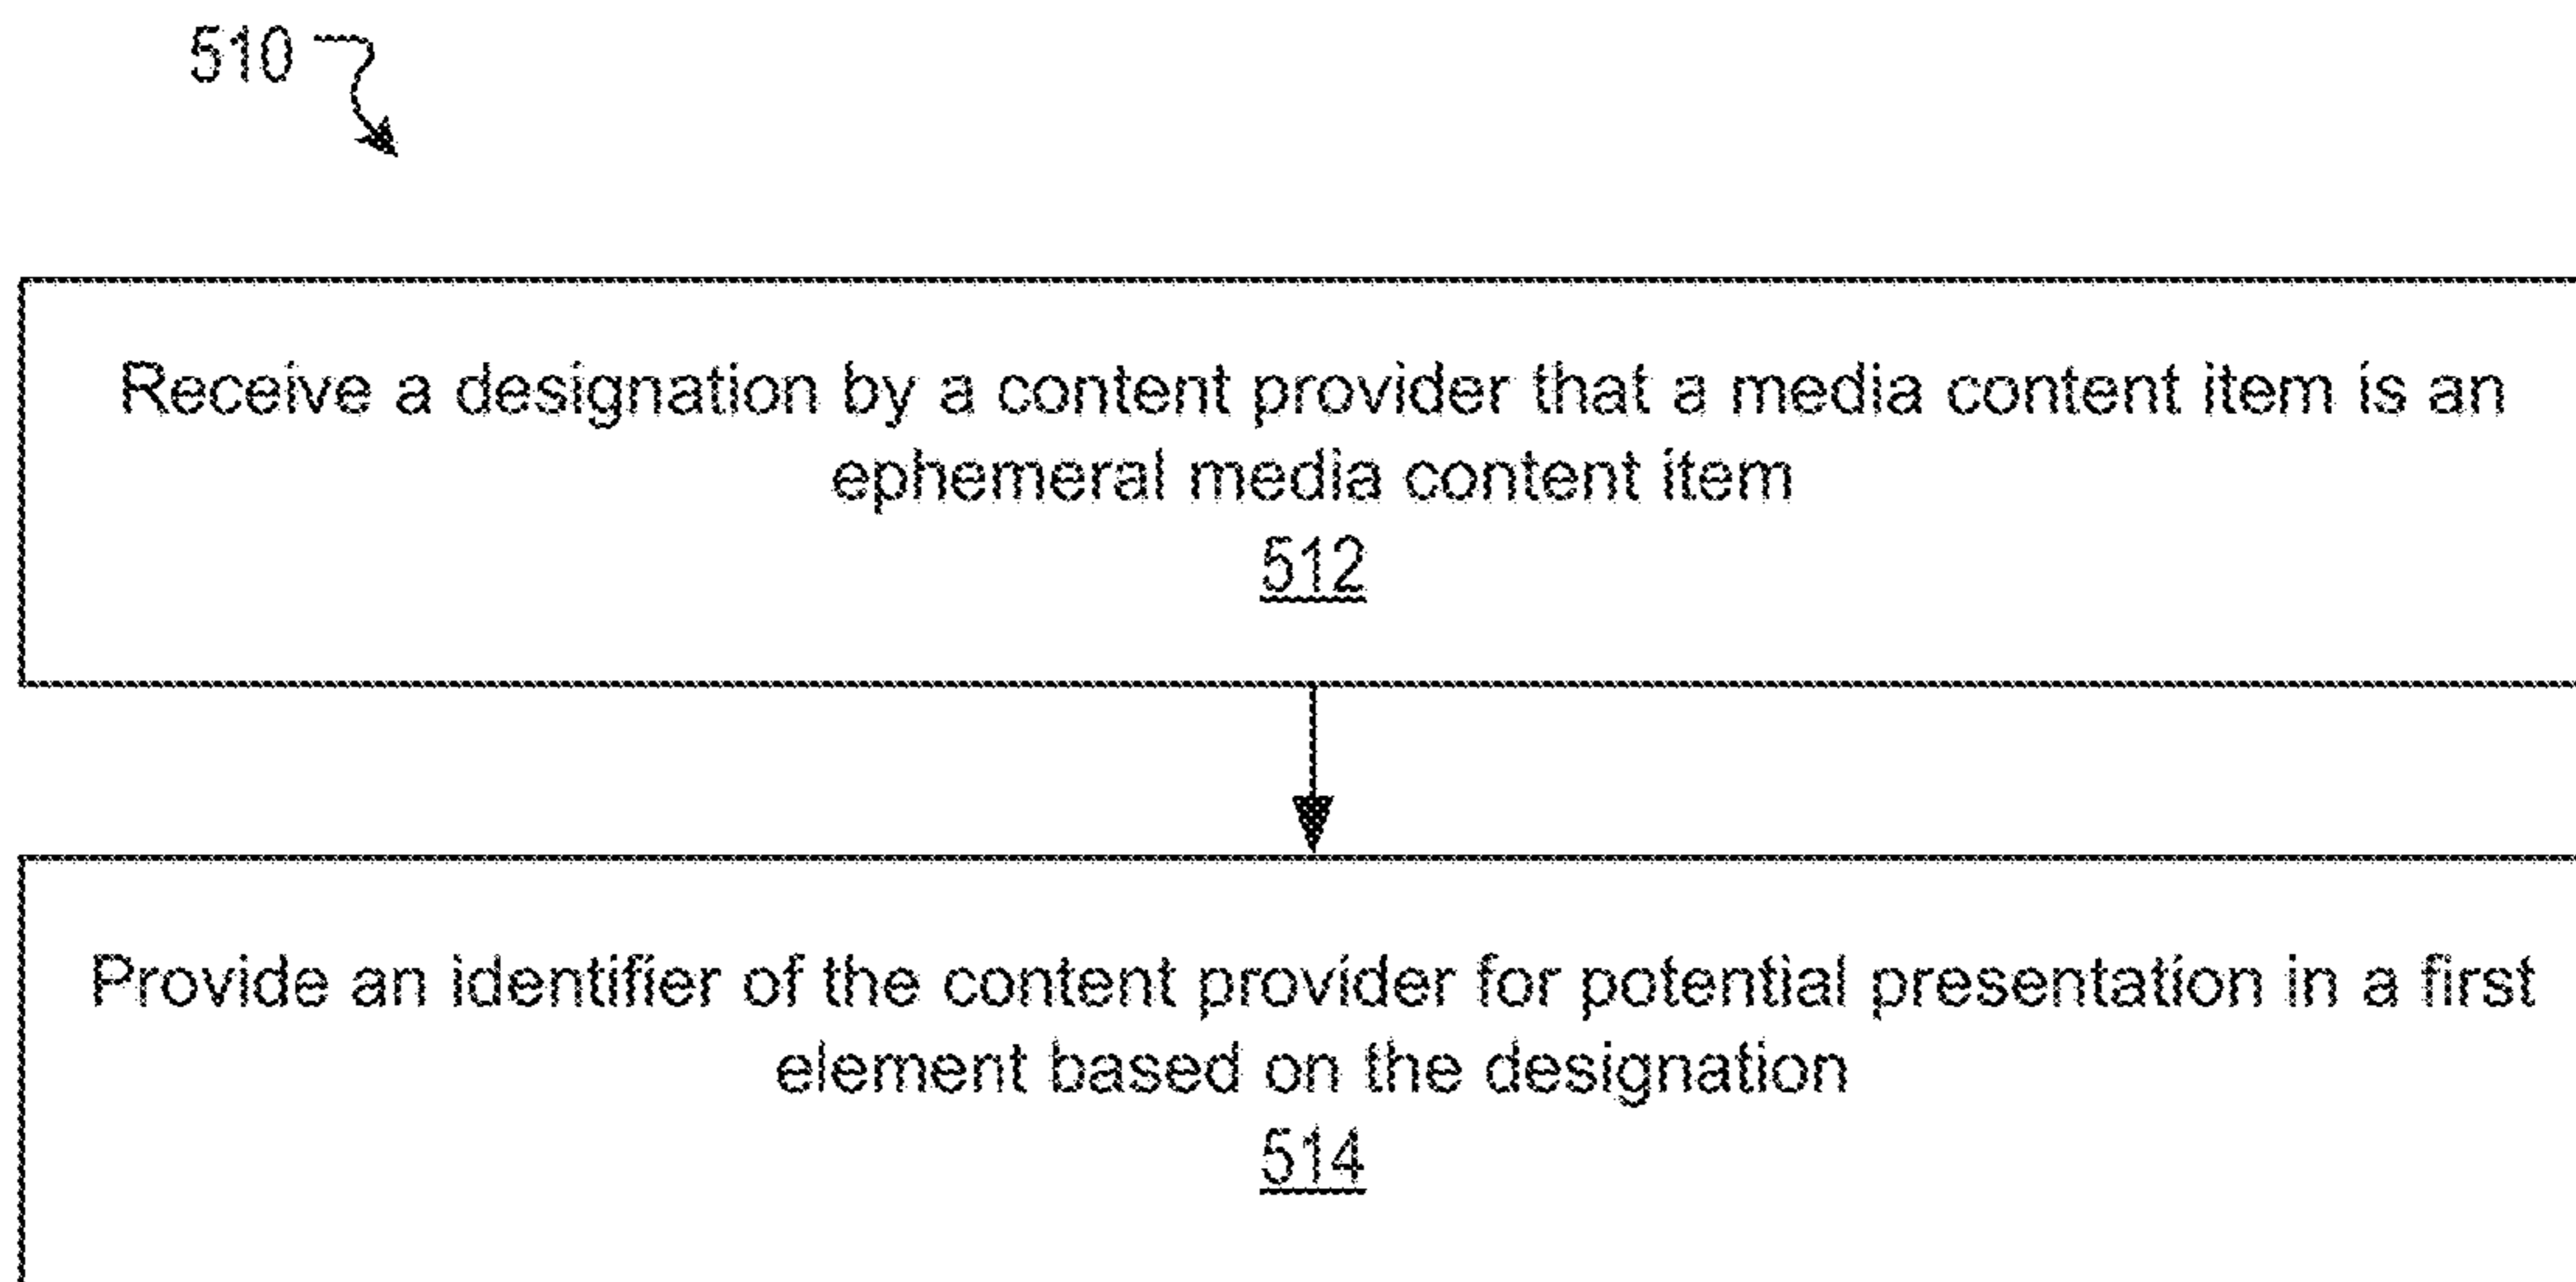 510
Receive a designation by a content provider that a media content item is an
ephemeral media content item
512
Provide an identifier of the content provider for potential presentation in a first
element based on the designation
514